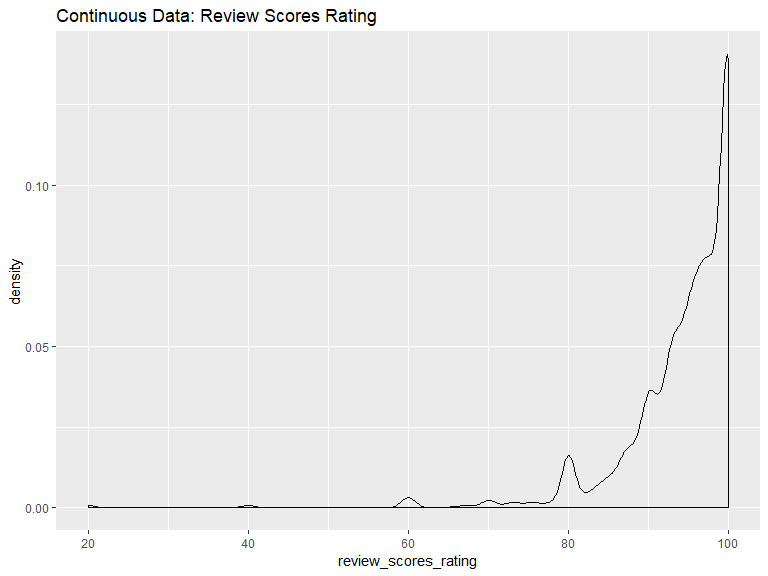 Continuous Data: Review Scores Rating
density
0.10
0.05
0.00
20 40 60 80 100
review_scores_rating